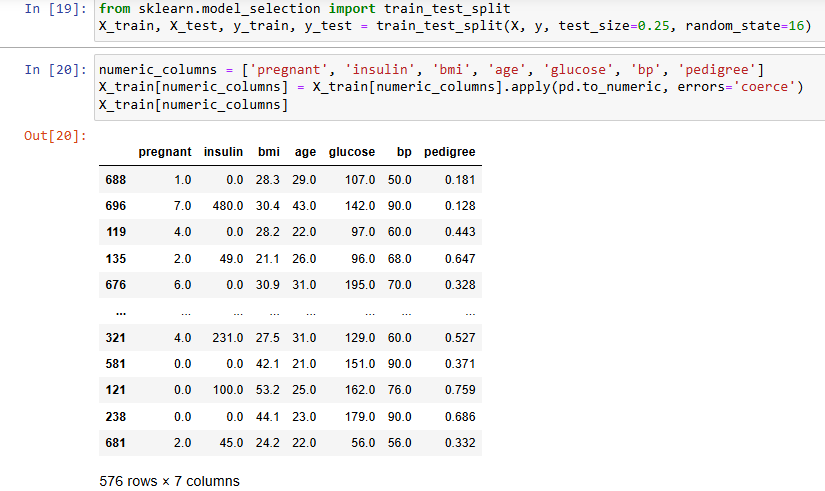 In [19]: from sklearn.model_selection import train_test_split
X_train, X_test, y_train, y_test = train_test_split(X, y, test_size=0.25, random_state=16)
In [20]: numeric_columns = ['pregnant', 'insulin', 'bmi', 'age', 'glucose', 'bp', 'pedigree']
X_train[numeric_columns] = X_train[numeric_columns].apply(pd.to_numeric, errors='coerce')
X_train[numeric_columns]
Out[20]:
pregnant insulin bmi age glucose bp pedigree
688 1.0 0.0 28.3 29.0 107.0 50.0 0.181
696 7.0 480.0 30.4 43.0 142.0 90.0 0.128
119 4.0 0.0 28.2 22.0 97.0 60.0 0.443
135 2.0 49.0 21.1 26.0 96.0 68.0 0.647
676 6.0 0.0 30.9 31.0 195.0 70.0 0.328
... ... ... ... ... ... ... ...
321 4.0 231.0 27.5 31.0 129.0 60.0 0.527
581 0.0 0.0 42.1 21.0 151.0 90.0 0.371
121 0.0 100.0 53.2 25.0 162.0 76.0 0.759
238 0.0 0.0 44.1 23.0 179.0 90.0 0.686
681 2.0 45.0 24.2 22.0 56.0 56.0 0.332
576 rows × 7 columns